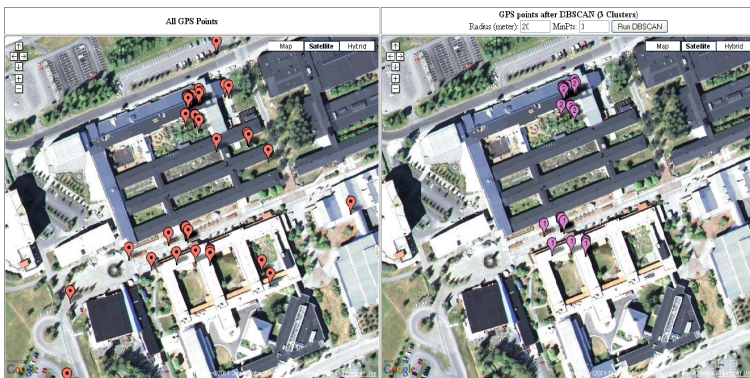 All GPS Points
GPS points after DBSCAN (3 Clusters)
Radius (meter): 20 MinPts: 3 Run DBSCAN
Map Satellite Hybrid
Map Satellite Hybrid
Google
Google